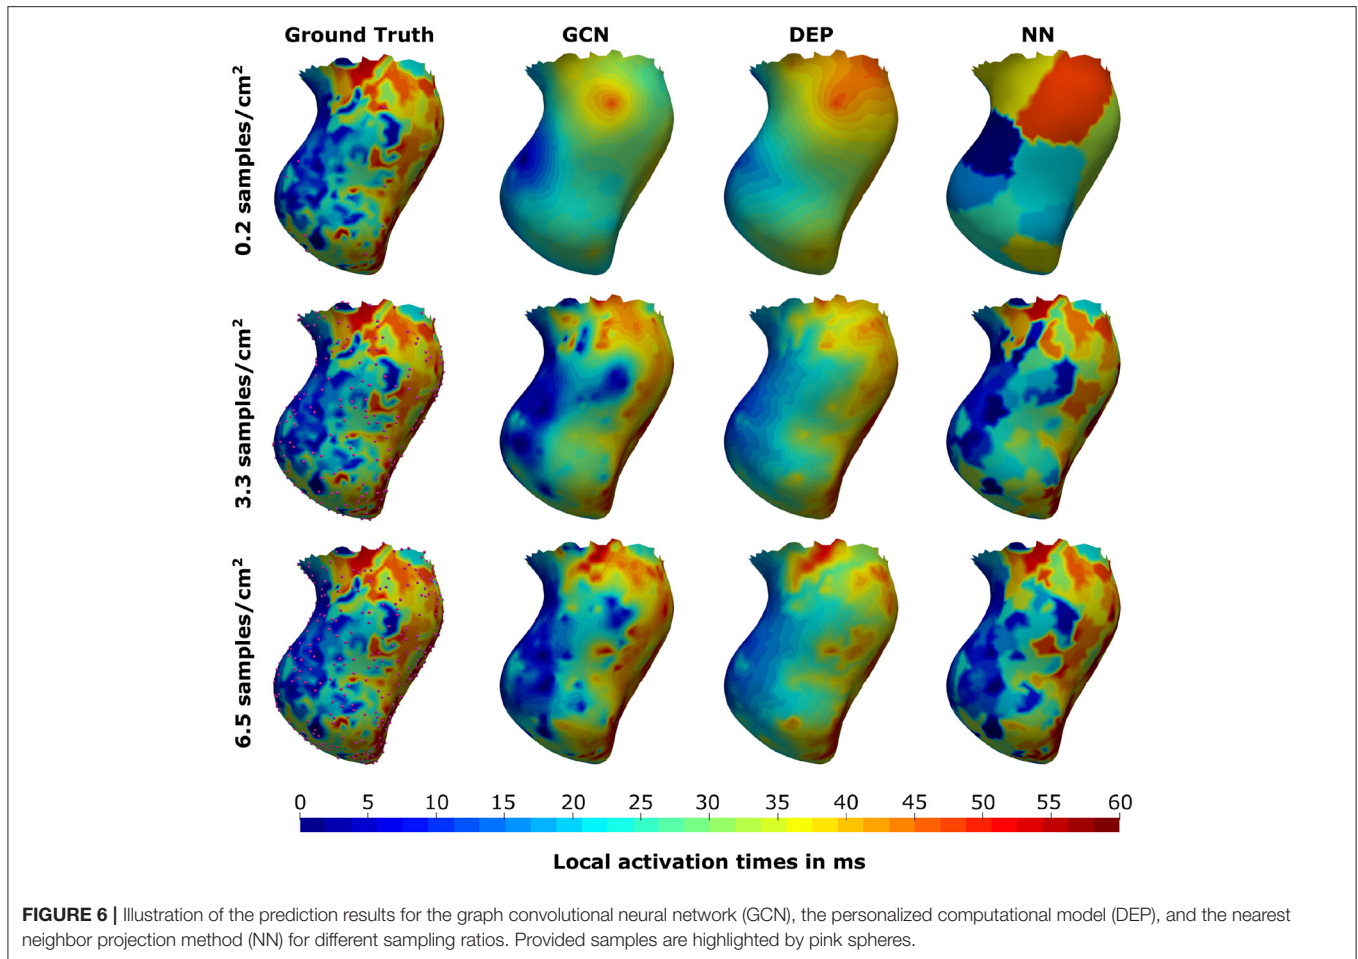 Ground Truth GCN DEP NN
0.2 samples/cm²
3.3 samples/cm²
6.5 samples/cm²
0 5 10 15 20 25 30 35 40 45 50 55 60
Local activation times in ms
FIGURE 6 | Illustration of the prediction results for the graph convolutional neural network (GCN), the personalized computational model (DEP), and the nearest
neighbor projection method (NN) for different sampling ratios. Provided samples are highlighted by pink spheres.